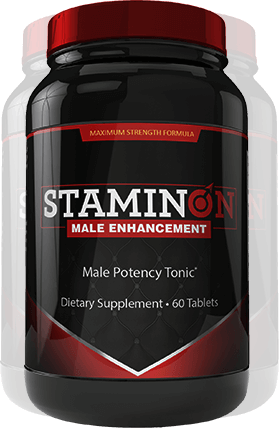 MAXIMUM STRENGTH FORMULA
STAMINON
MALE ENHANCEMENT
Male Potency Tonic*
Dietary Supplement • 60 Tablets